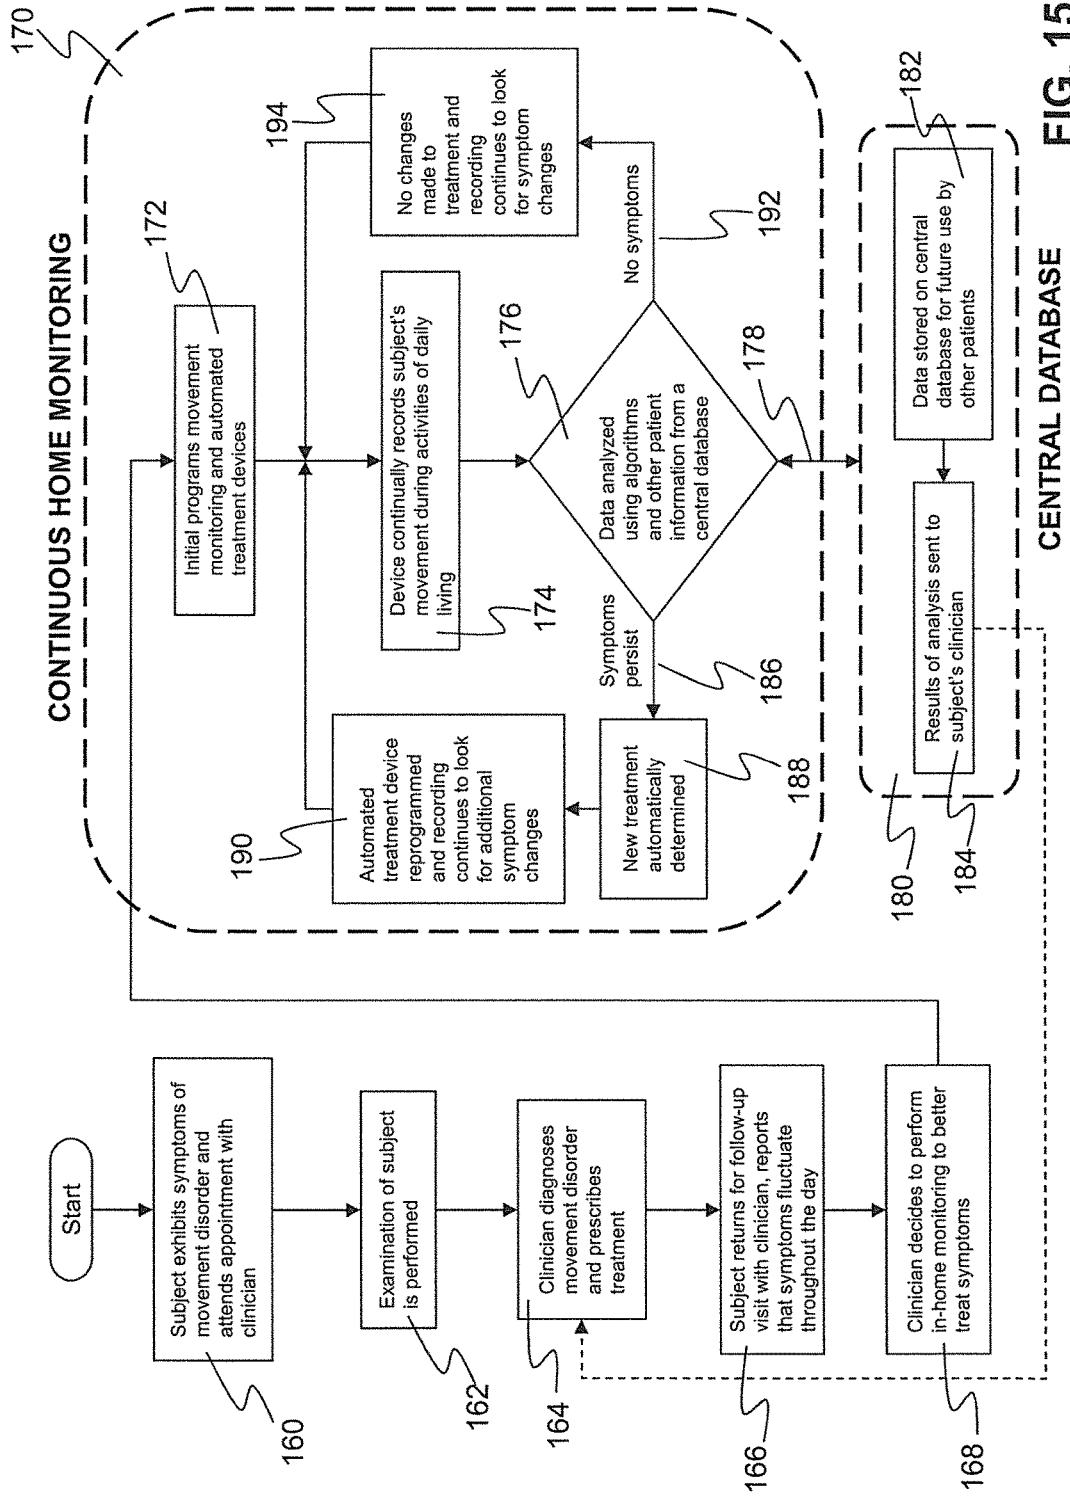 Start
Subject exhibits symptoms of
movement disorder and
attends appointment with
clinician
160
Examination of subject
is performed
162
Clinician diagnoses
movement disorder
and prescribes
treatment
164
Subject returns for follow-up
visit with clinician, reports
that symptoms fluctuate
throughout the day
166
Clinician decides to perform
in-home monitoring to better
treat symptoms
168
CONTINUOUS HOME MONITORING
170
Initial programs movement
monitoring and automated
treatment devices
172
Device continually records subject's
movement during activities of daily
living
174
Data analyzed
using algorithms
and other patient
information from a
central database
176
178
Symptoms
persist
186
New treatment
automatically
determined
188
Automated
treatment device
reprogrammed
and recording
continues to look
for additional
symptom
changes
190
No symptoms
192
No changes
made to
treatment and
recording
continues to look
for symptom
changes
194
180
Results of analysis sent to
subject's clinician
184
Data stored on central
database for future use by
other patients
182
CENTRAL DATABASE
FIG. 15